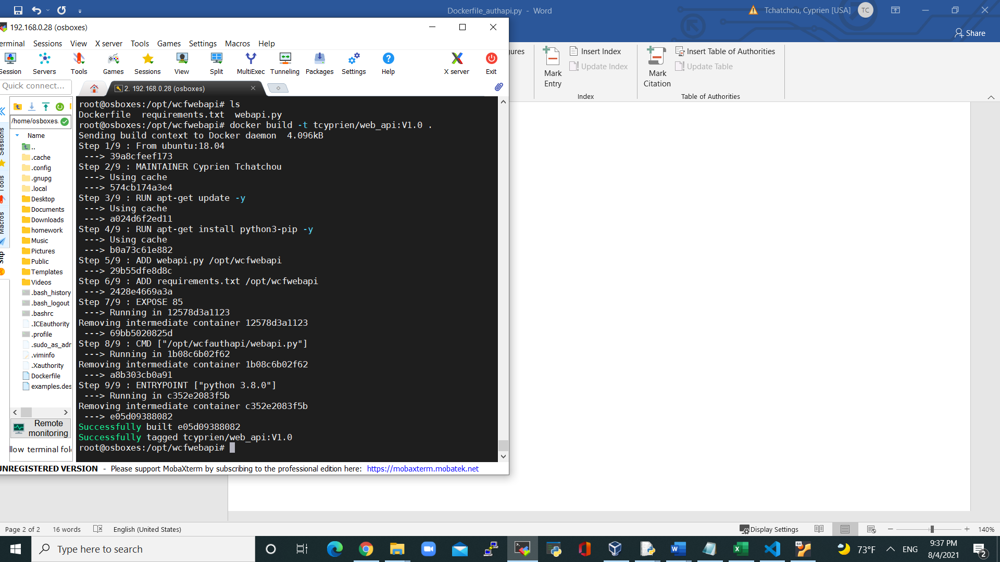 Dockerfile_authapi.py - Word
Tchatchou, Cyprien [USA]
TC
192.168.0.28 (osboxes)
Share
erminal Sessions View X server Tools Games Settings Macros Help
Session Servers Tools Games Sessions View Split MultiExec Tunneling Packages Settings Help X server Exit
ures
Mark Entry
Insert Index
Update Index
Index
Mark Citation
Insert Table of Authorities
Update Table
Table of Authorities
Quick connect...
2. 192.168.0.28 (osboxes)
/home/osboxes.
Sessions
Tools
Macros
Sftp
Name
..
.cache
.config
.gnupg
.local
Desktop
Documents
Downloads
homework
Music
Pictures
Public
Templates
Videos
.bash_history
.bash_logout
.bashrc
.ICEauthority
.profile
.sudo_as_adr
.viminfo
.Xauthority
Dockerfile
examples.des
Remote monitoring
llow terminal fol
root@osboxes:/opt/wcfwebapi# ls
Dockerfile  requirements.txt  webapi.py
root@osboxes:/opt/wcfwebapi# docker build -t tcyprien/web_api:V1.0 .
Sending build context to Docker daemon  4.096kB
Step 1/9 : From ubuntu:18.04
 ---> 39a8cfeef173
Step 2/9 : MAINTAINER Cyprien Tchatchou
 ---> Using cache
 ---> 574cb174a3e4
Step 3/9 : RUN apt-get update -y
 ---> Using cache
 ---> a024d6f2ed11
Step 4/9 : RUN apt-get install python3-pip -y
 ---> Using cache
 ---> b0a73c61e882
Step 5/9 : ADD webapi.py /opt/wcfwebapi
 ---> 29b55dfe8d8c
Step 6/9 : ADD requirements.txt /opt/wcfwebapi
 ---> 2428e4669a3a
Step 7/9 : EXPOSE 85
 ---> Running in 12578d3a1123
Removing intermediate container 12578d3a1123
 ---> 69bb5020825d
Step 8/9 : CMD ["/opt/wcfauthapi/webapi.py"]
 ---> Running in 1b08c6b02f62
Removing intermediate container 1b08c6b02f62
 ---> a8b303cb0a91
Step 9/9 : ENTRYPOINT ["python 3.8.0"]
 ---> Running in c352e2083f5b
Removing intermediate container c352e2083f5b
 ---> e05d09388082
Successfully built e05d09388082
Successfully tagged tcyprien/web_api:V1.0
root@osboxes:/opt/wcfwebapi#
UNREGISTERED VERSION - Please support MobaXterm by subscribing to the professional edition here: https://mobaxterm.mobatek.net
Page 2 of 2 16 words English (United States) Display Settings 140%
Type here to search
64
73°F ENG
9:37 PM
8/4/2021
2